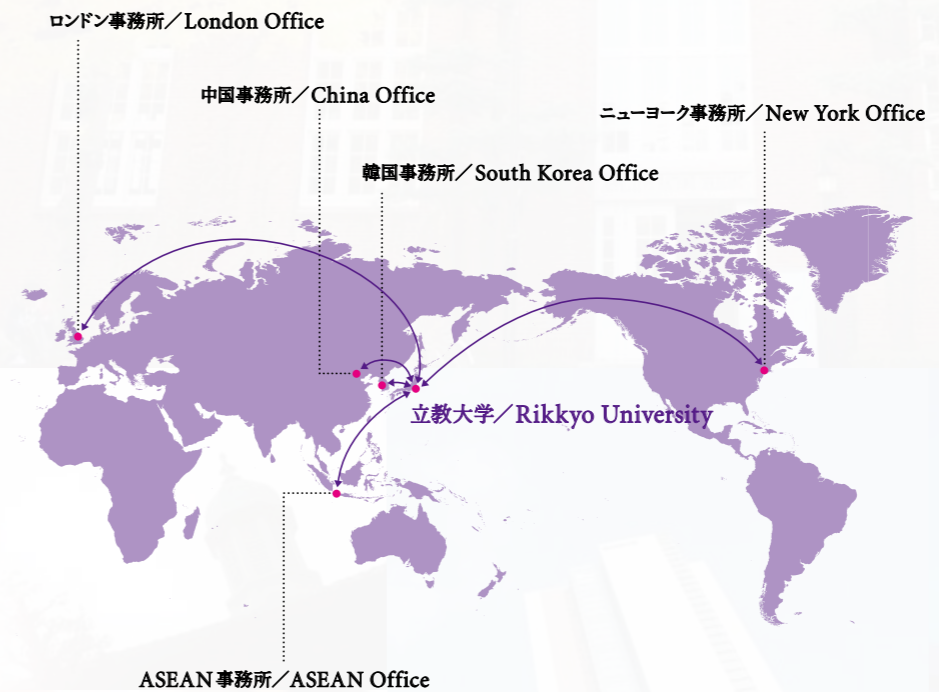 ロンドン事務所／London Office
中国事務所／China Office
ニューヨーク事務所／New York Office
韓国事務所／South Korea Office
立教大学／Rikkyo University
ASEAN事務所／ASEAN Office